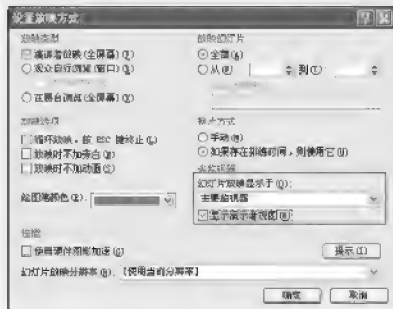 设置放映方式
放映类型
演讲者放映(全屏幕)(P)
观众自行浏览(窗口)(B)
在展台浏览(全屏幕)(K)
放映选项
循环放映，按 ESC 键终止(L)
放映时不加旁白(N)
放映时不加动画(S)
绘图笔颜色(E):
性能
使用硬件图形加速(G)
提示(I)
幻灯片放映分辨率(R): [使用当前分辨率]
放映幻灯片
全部(A)
从(F)
到(T):
换片方式
手动(M)
如果存在排练时间，则使用它(U)
多监视器
幻灯片放映显示于(O):
主要监视器
显示演示者视图(W)
确定
取消